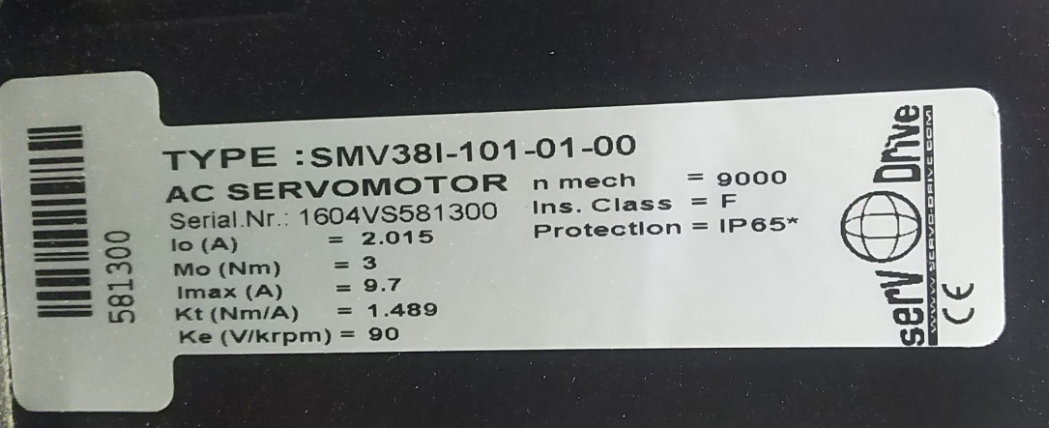 581300
TYPE :SMV38I-101-01-00
AC SERVOMOTOR
Serial.Nr.: 1604VS581300
Io (A) = 2.015
Mo (Nm) = 3
Imax (A) = 9.7
Kt (Nm/A) = 1.489
Ke (V/krpm) = 90
n mech = 9000
Ins. Class = F
Protection = IP65*
servo Drive
WWW.SERVO-DRIVE.COM
CE